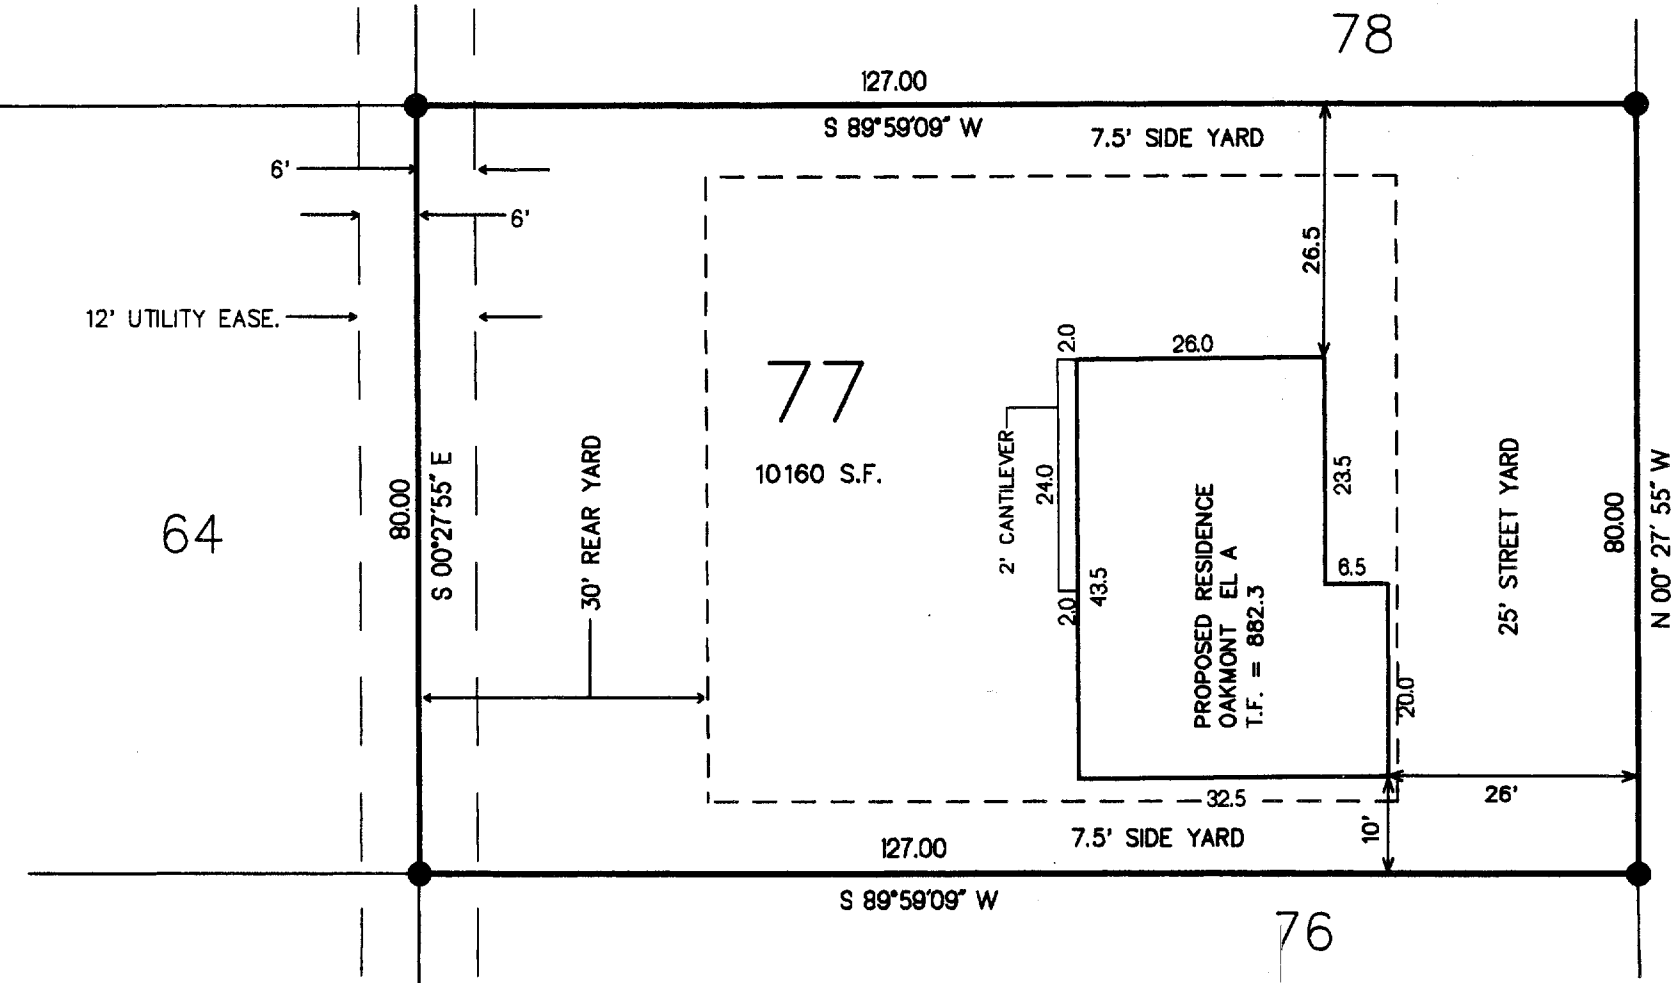 78
127.00
S 89°59'09" W
7.5' SIDE YARD
6'
6'
26.5
12' UTILITY EASE.
2.0
26.0
77
10160 S.F.
2' CANTILEVER
24.0
23.5
6.5
2.0
43.5
PROPOSED RESIDENCE
OAKMONT EL A
T.F. = 882.3
25' STREET YARD
80.00
N 00° 27' 55" W
64
80.00
S 00°27'55" E
30' REAR YARD
20.0
32.5
26'
10'
7.5' SIDE YARD
127.00
S 89°59'09" W
76